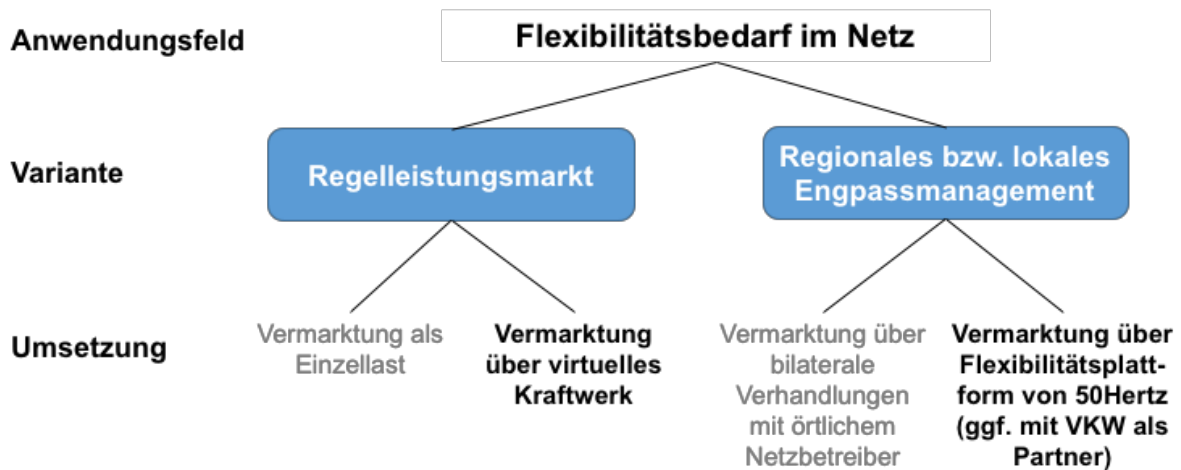 Anwendungsfeld
Flexibilitätsbedarf im Netz
Variante
Regelleistungsmarkt
Regionales bzw. lokales
Engpassmanagement
Umsetzung
Vermarktung als
Einzellast
Vermarktung
über virtuelles
Kraftwerk
Vermarktung über
bilaterale
Verhandlungen
mit örtlichem
Netzbetreiber
Vermarktung über
Flexibilitätsplatt-
form von 50Hertz
(ggf. mit VKW als
Partner)